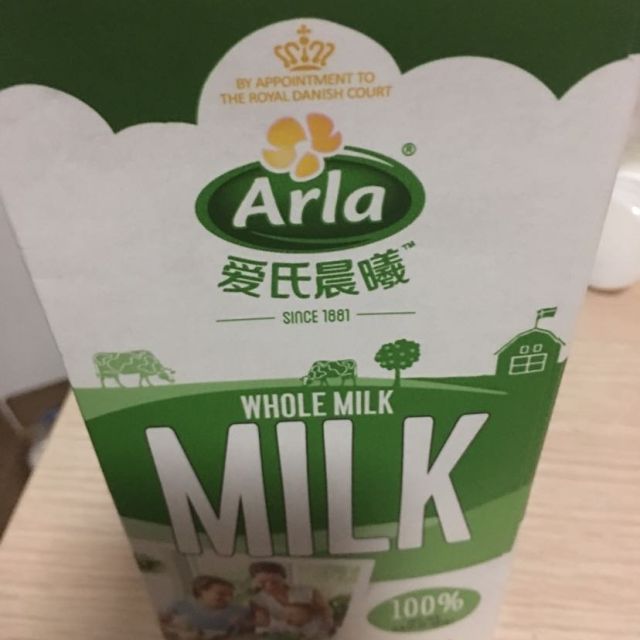 BY APPOINTMENT TO
THE ROYAL DANISH COURT
Arla®
爱氏晨曦™
SINCE 1881
WHOLE MILK
MILK
100%